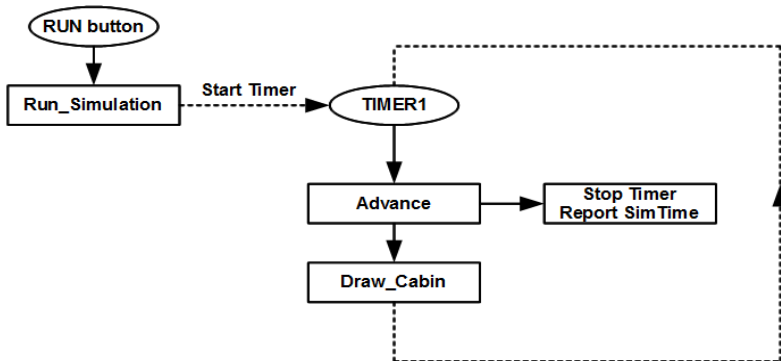 RUN button
Run_Simulation
Start Timer
TIMER1
Advance
Stop Timer
Report SimTime
Draw_Cabin